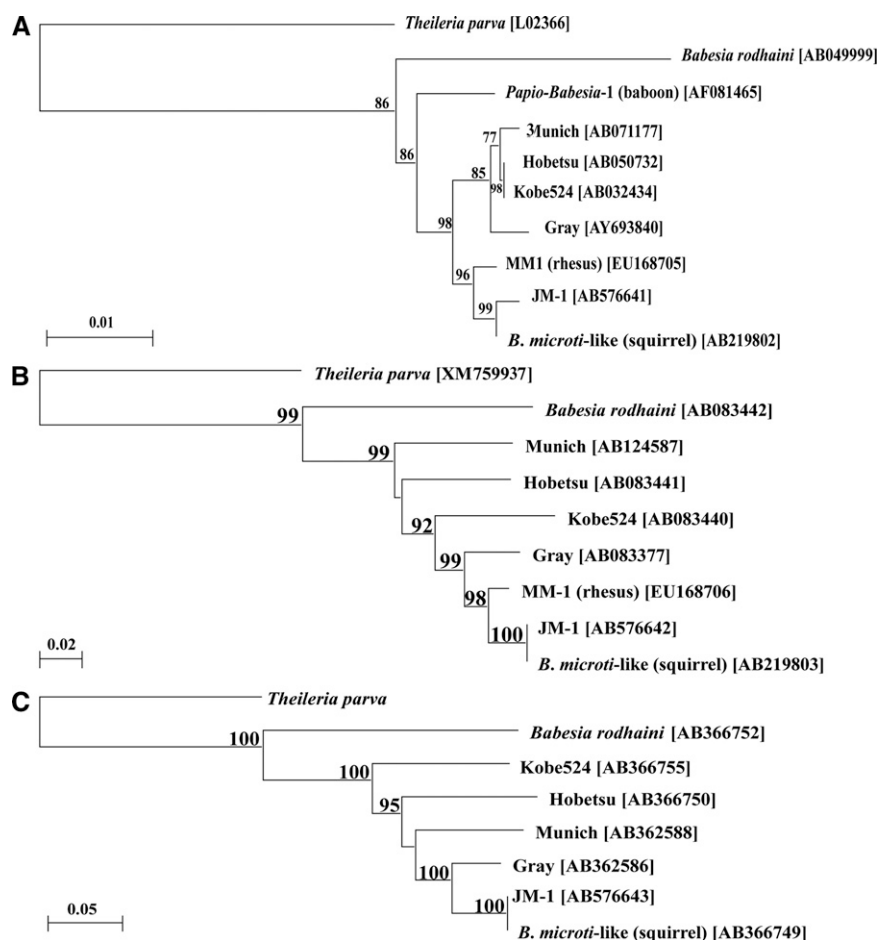 A
Theileria parva [L02366]
Babesia rodhaini [AB049999]
86
Papio-Babesia-1 (baboon) [AF081465]
3Munich [AB071177]
77
86
Hobetsu [AB050732]
85
98
Kobe524 [AB032434]
98
Gray [AY693840]
MM1 (rhesus) [EU168705]
96
JM-1 [AB576641]
99
0.01
B. microti-like (squirrel) [AB219802]
B
Theileria parva [XM759937]
99
Babesia rodhaini [AB083442]
99
Munich [AB124587]
Hobetsu [AB083441]
92
Kobe524 [AB083440]
99
Gray [AB083377]
98
MM-1 (rhesus) [EU168706]
100
JM-1 [AB576642]
0.02
B. microti-like (squirrel) [AB219803]
C
Theileria parva
100
Babesia rodhaini [AB366752]
100
Kobe524 [AB366755]
95
Hobetsu [AB366750]
Munich [AB362588]
100
Gray [AB362586]
100
JM-1 [AB576643]
0.05
B. microti-like (squirrel) [AB366749]